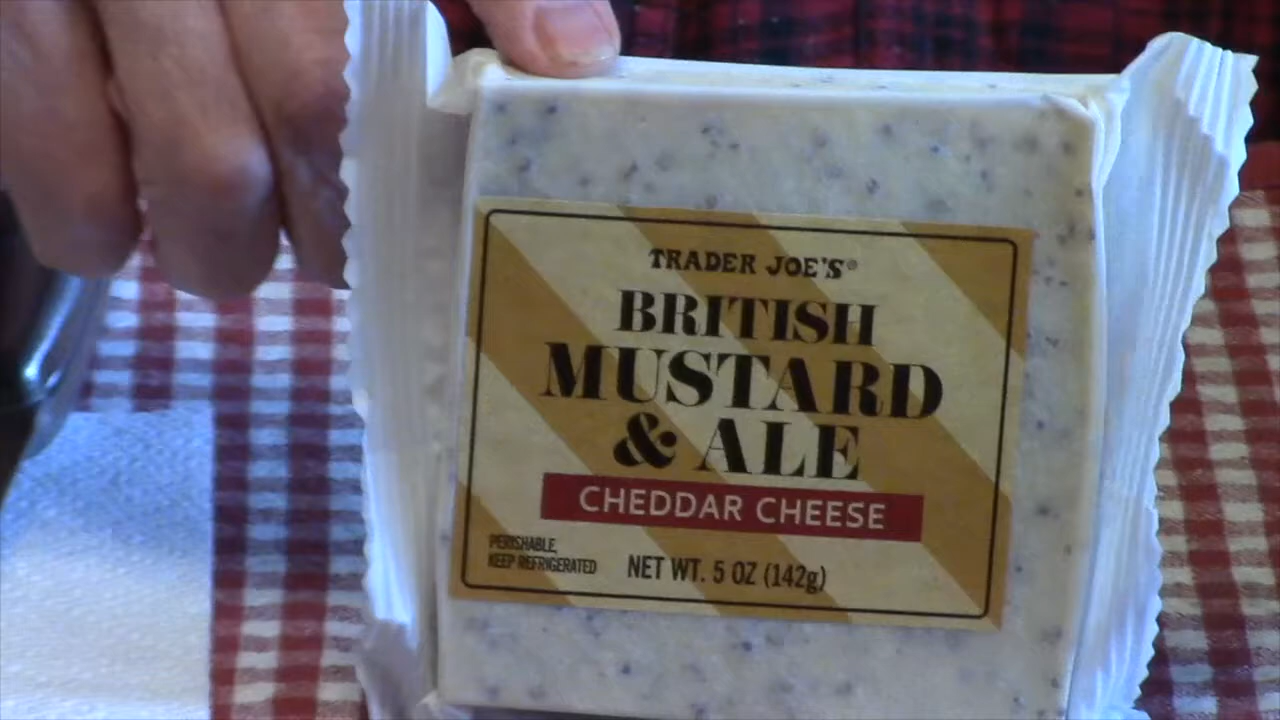 TRADER JOE'S®
BRITISH
MUSTARD
& ALE
CHEDDAR CHEESE
PERISHABLE,
KEEP REFRIGERATED
NET WT. 5 OZ (142g)